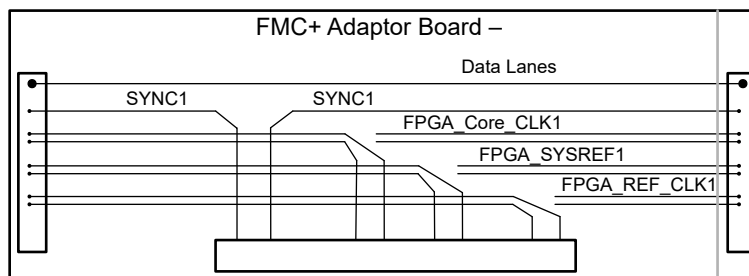 FMC+ Adaptor Board –
Data Lanes
SYNC1 SYNC1
FPGA_Core_CLK1
FPGA_SYSREF1
FPGA_REF_CLK1